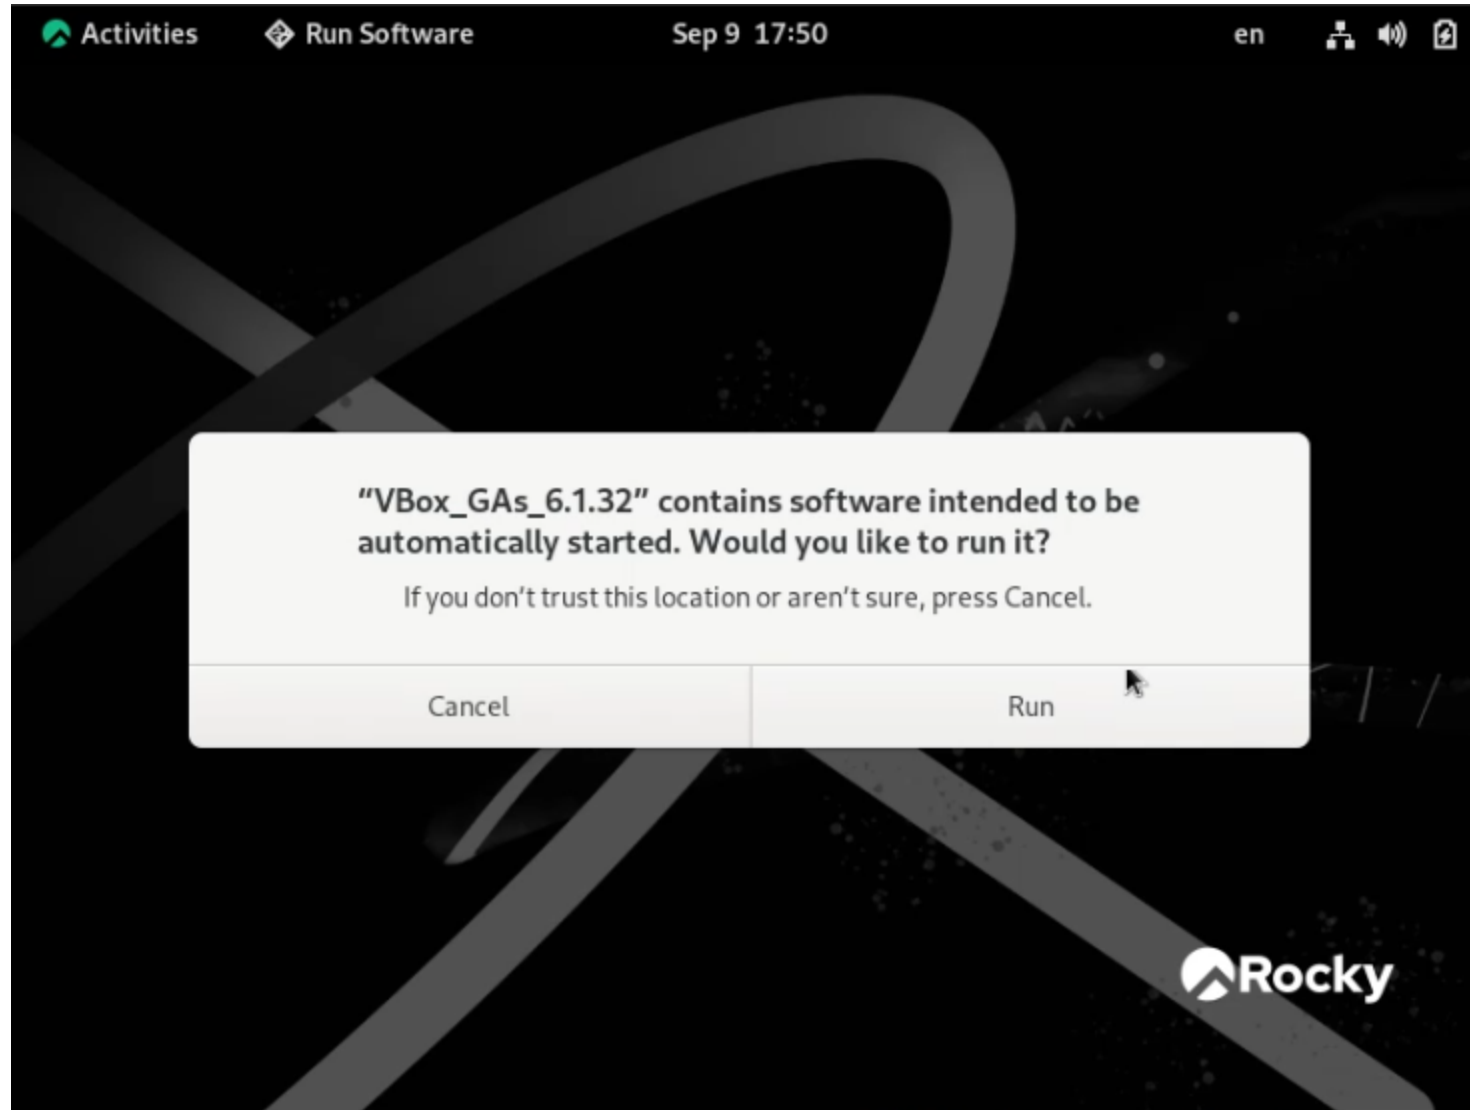 Activities Run Software Sep 9 17:50 en
“VBox_GAs_6.1.32” contains software intended to be
automatically started. Would you like to run it?
If you don’t trust this location or aren’t sure, press Cancel.
Cancel Run
Rocky